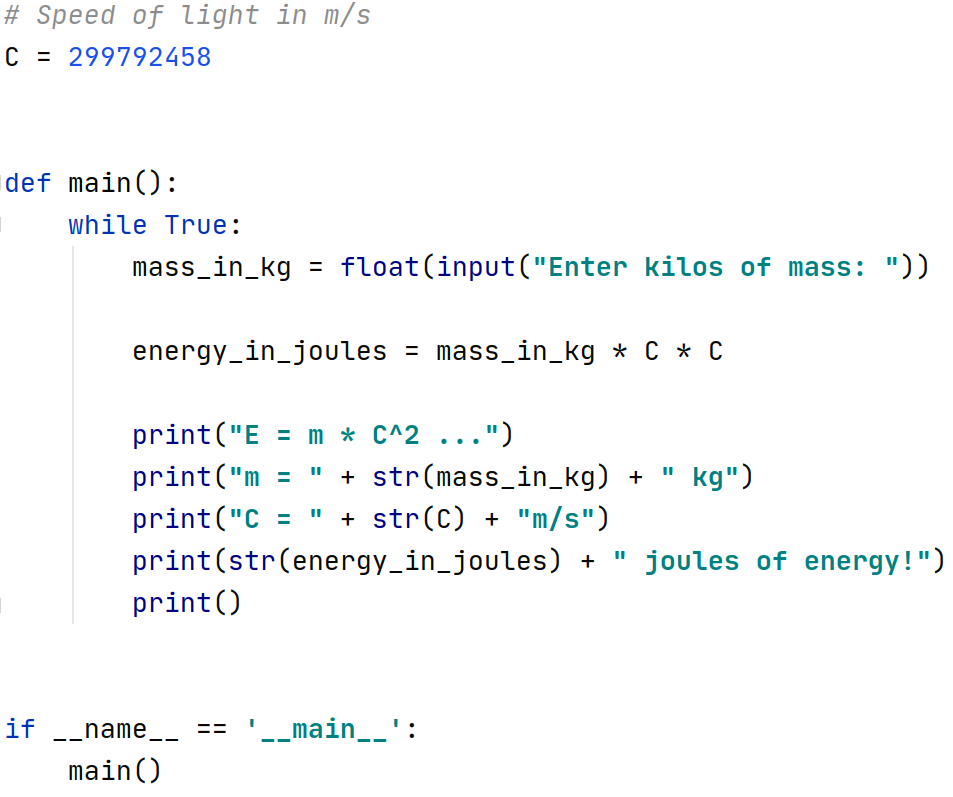 # Speed of light in m/s
C = 299792458
def main():
    while True:
        mass_in_kg = float(input("Enter kilos of mass: "))
        energy_in_joules = mass_in_kg * C * C
        print("E = m * C^2 ...")
        print("m = " + str(mass_in_kg) + " kg")
        print("C = " + str(C) + "m/s")
        print(str(energy_in_joules) + " joules of energy!")
        print()
if __name__ == '__main__':
    main()